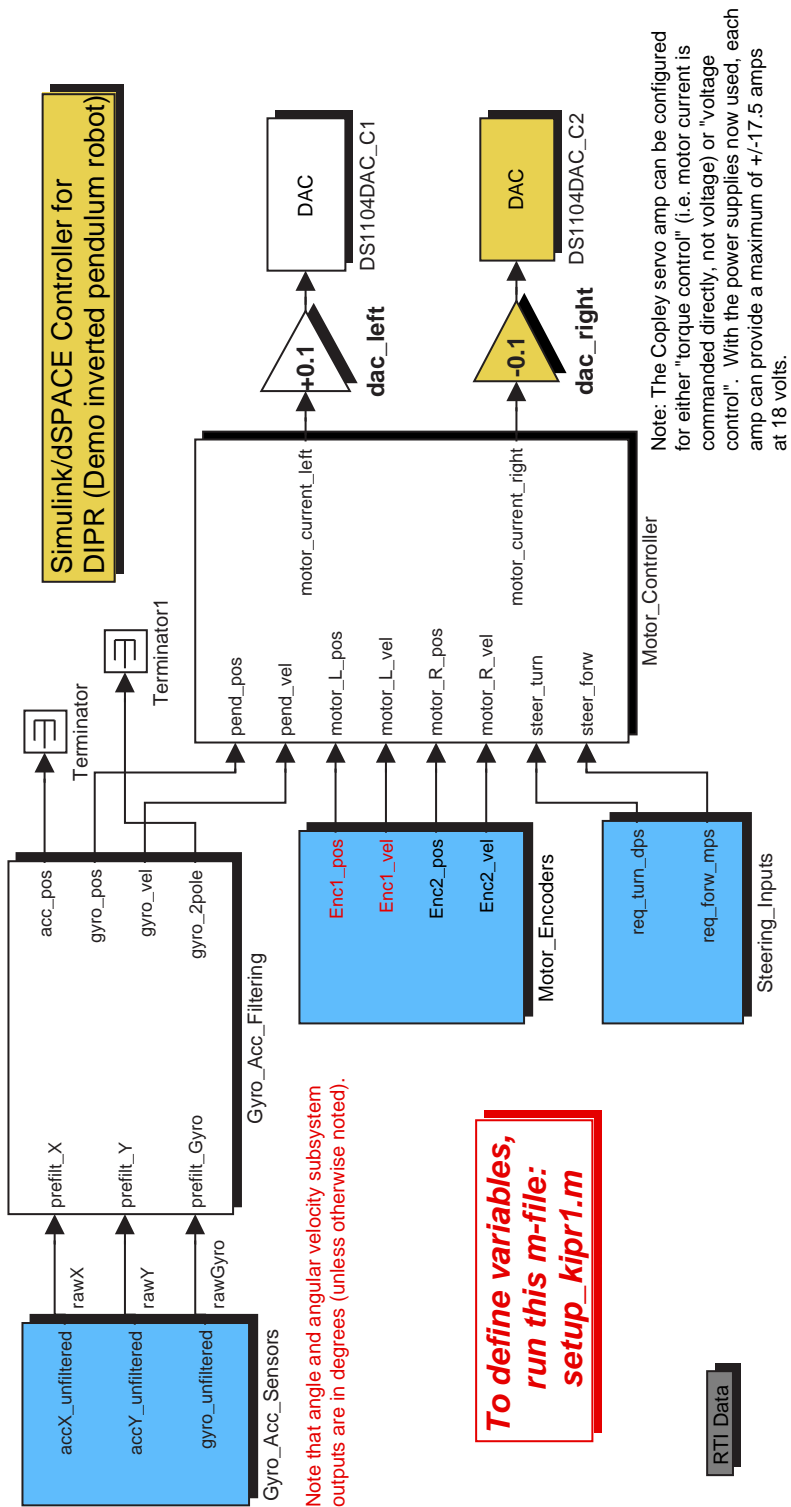 Simulink/dSPACE Controller for
DIPR (Demo inverted pendulum robot)
accX_unfiltered
accY_unfiltered
gyro_unfiltered
Gyro_Acc_Sensors
rawX
rawY
rawGyro
prefilt_X
prefilt_Y
prefilt_Gyro
acc_pos
gyro_pos
gyro_vel
gyro_2pole
Gyro_Acc_Filtering
Terminator
Terminator1
Note that angle and angular velocity subsystem
outputs are in degrees (unless otherwise noted).
Enc1_pos
Enc1_vel
Enc2_pos
Enc2_vel
Motor_Encoders
req_turn_dps
req_forw_mps
Steering_Inputs
pend_pos
pend_vel
motor_L_pos
motor_L_vel
motor_R_pos
motor_R_vel
steer_turn
steer_forw
motor_current_left
motor_current_right
Motor_Controller
+0.1
dac_left
DAC
DS1104DAC_C1
-0.1
dac_right
DAC
DS1104DAC_C2
To define variables,
run this m-file:
setup_kipr1.m
RTI Data
Note: The Copley servo amp can be configured
for either "torque control" (i.e. motor current is
commanded directly, not voltage) or "voltage
control". With the power supplies now used, each
amp can provide a maximum of +/-17.5 amps
at 18 volts.